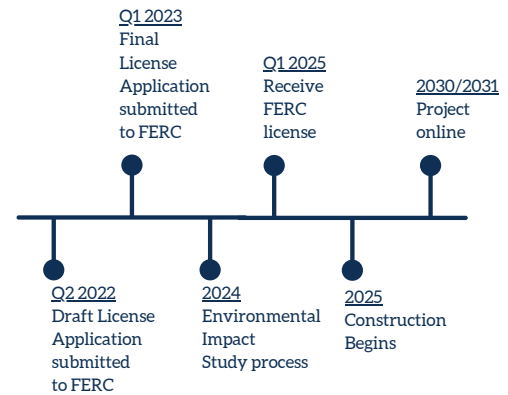 Q1 2023
Final
License
Application
submitted
to FERC
Q1 2025
Receive
FERC
license
2030/2031
Project
online
Q2 2022
Draft License
Application
submitted
to FERC
2024
Environmental
Impact
Study process
2025
Construction
Begins